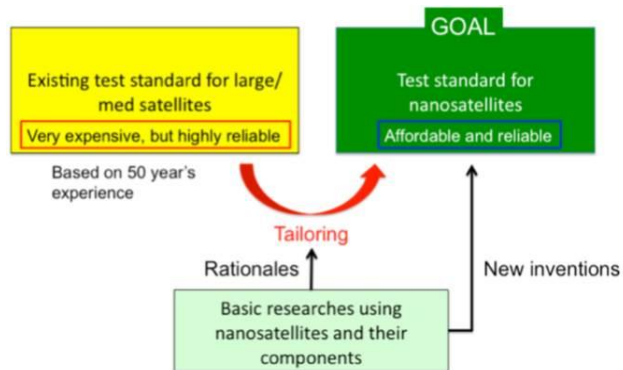 GOAL
Existing test standard for large/
med satellites
Very expensive, but highly reliable
Test standard for
nanosatellites
Affordable and reliable
Based on 50 year's
experience
Tailoring
Rationales
New inventions
Basic researches using
nanosatellites and their
components